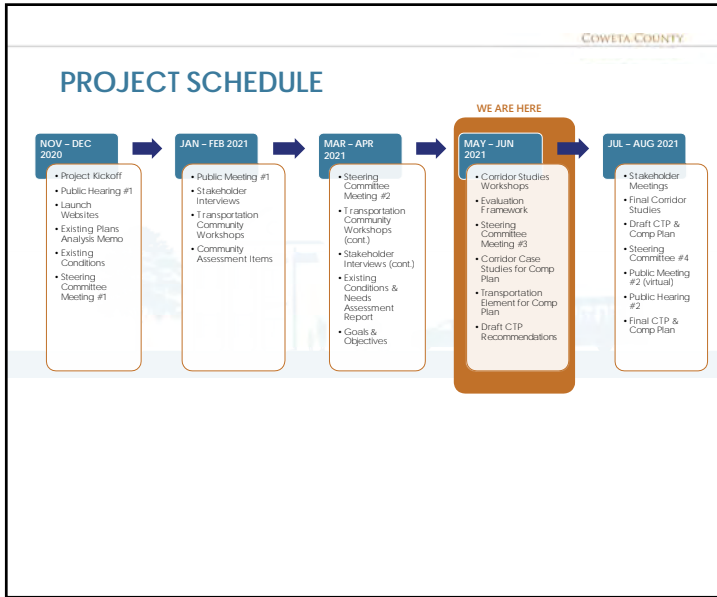 COWETA COUNTY
PROJECT SCHEDULE
WE ARE HERE
NOV – DEC
2020
• Project Kickoff
• Public Hearing #1
• Launch
Websites
• Existing Plans
Analysis Memo
• Existing
Conditions
• Steering
Committee
Meeting #1
JAN – FEB 2021
• Public Meeting #1
• Stakeholder
Interviews
• Transportation
Community
Workshops
• Community
Assessment Items
MAR – APR
2021
• Steering
Committee
Meeting #2
• Transportation
Community
Workshops
(cont.)
• Stakeholder
Interviews (cont.)
• Existing
Conditions &
Needs
Assessment
Report
• Goals &
Objectives
MAY – JUN
2021
• Corridor Studies
Workshops
• Evaluation
Framework
• Steering
Committee
Meeting #3
• Corridor Case
Studies for Comp
Plan
• Transportation
Element for Comp
Plan
• Draft CTP
Recommendations
JUL – AUG 2021
• Stakeholder
Meetings
• Final Corridor
Studies
• Draft CTP &
Comp Plan
• Steering
Committee #4
• Public Meeting
#2 (virtual)
• Public Hearing
#2
• Final CTP &
Comp Plan